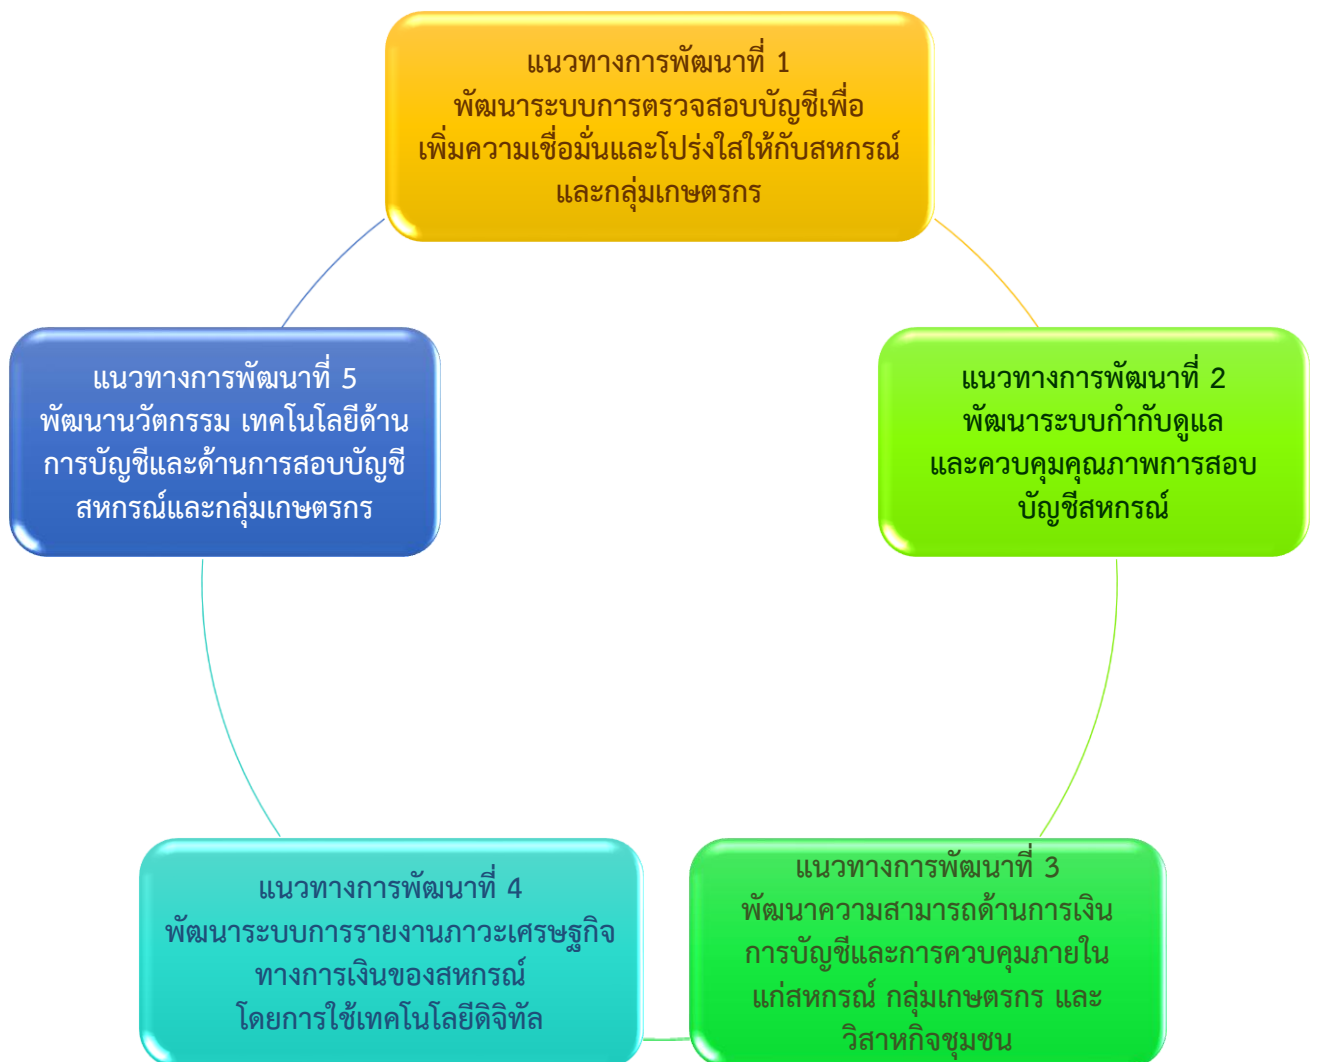 แนวทางการพัฒนาที่ 1
พัฒนาระบบการตรวจสอบบัญชีเพื่อ
เพิ่มความเชื่อมั่นและโปร่งใสให้กับสหกรณ์
และกลุ่มเกษตรกร
แนวทางการพัฒนาที่ 2
พัฒนาระบบกำกับดูแล
และควบคุมคุณภาพการสอบ
บัญชีสหกรณ์
แนวทางการพัฒนาที่ 3
พัฒนาความสามารถด้านการเงิน
การบัญชีและการควบคุมภายใน
แก่สหกรณ์ กลุ่มเกษตรกร และ
วิสาหกิจชุมชน
แนวทางการพัฒนาที่ 4
พัฒนาระบบการรายงานภาวะเศรษฐกิจ
ทางการเงินของสหกรณ์
โดยการใช้เทคโนโลยีดิจิทัล
แนวทางการพัฒนาที่ 5
พัฒนานวัตกรรม เทคโนโลยีด้าน
การบัญชีและด้านการสอบบัญชี
สหกรณ์และกลุ่มเกษตรกร